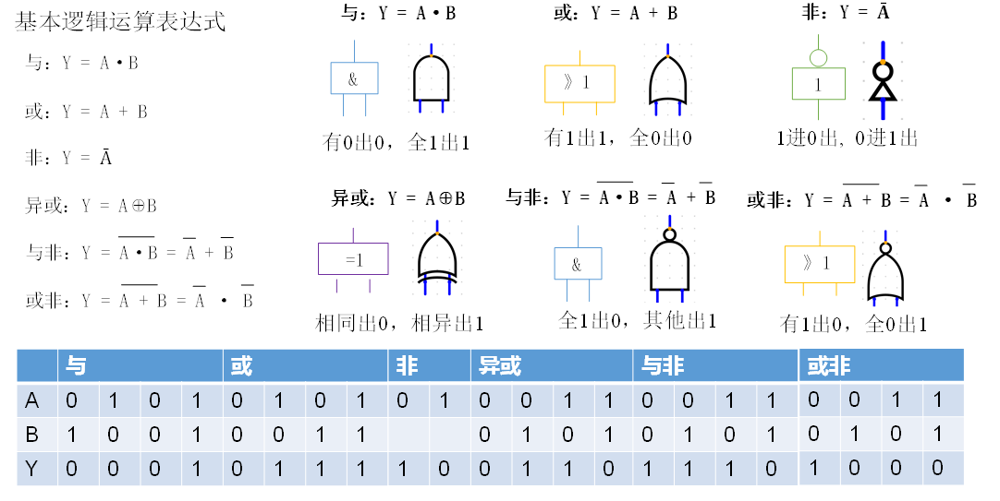 基本逻辑运算表达式
与: Y = A•B
或: Y = A + B
非: Y = Ā
异或: Y = A⊕B
与非: Y = A̅•̅B̅ = A̅ + B̅
或非: Y = A̅ ̅+̅ B = A̅ • B̅
与: Y = A•B
&
有0出0, 全1出1
或: Y = A + B
》1
有1出1, 全0出0
非: Y = Ā
1
1进0出, 0进1出
异或: Y = A⊕B
=1
相同出0, 相异出1
与非: Y = A̅•̅B̅ = A̅ + B̅
&
全1出0, 其他出1
或非: Y = A̅ ̅+̅ B = A̅ • B̅
》1
有1出0, 全0出1
与 或 非 异或 与非 或非
A 0 1 0 1 0 1 0 1 0 1 0 0 1 1 0 0 1 1 0 0 1 1
B 1 0 0 1 0 0 1 1 0 1 0 1 0 1 0 1 0 1 0 1
Y 0 0 0 1 0 1 1 1 1 0 0 1 1 0 1 1 1 0 1 0 0 0